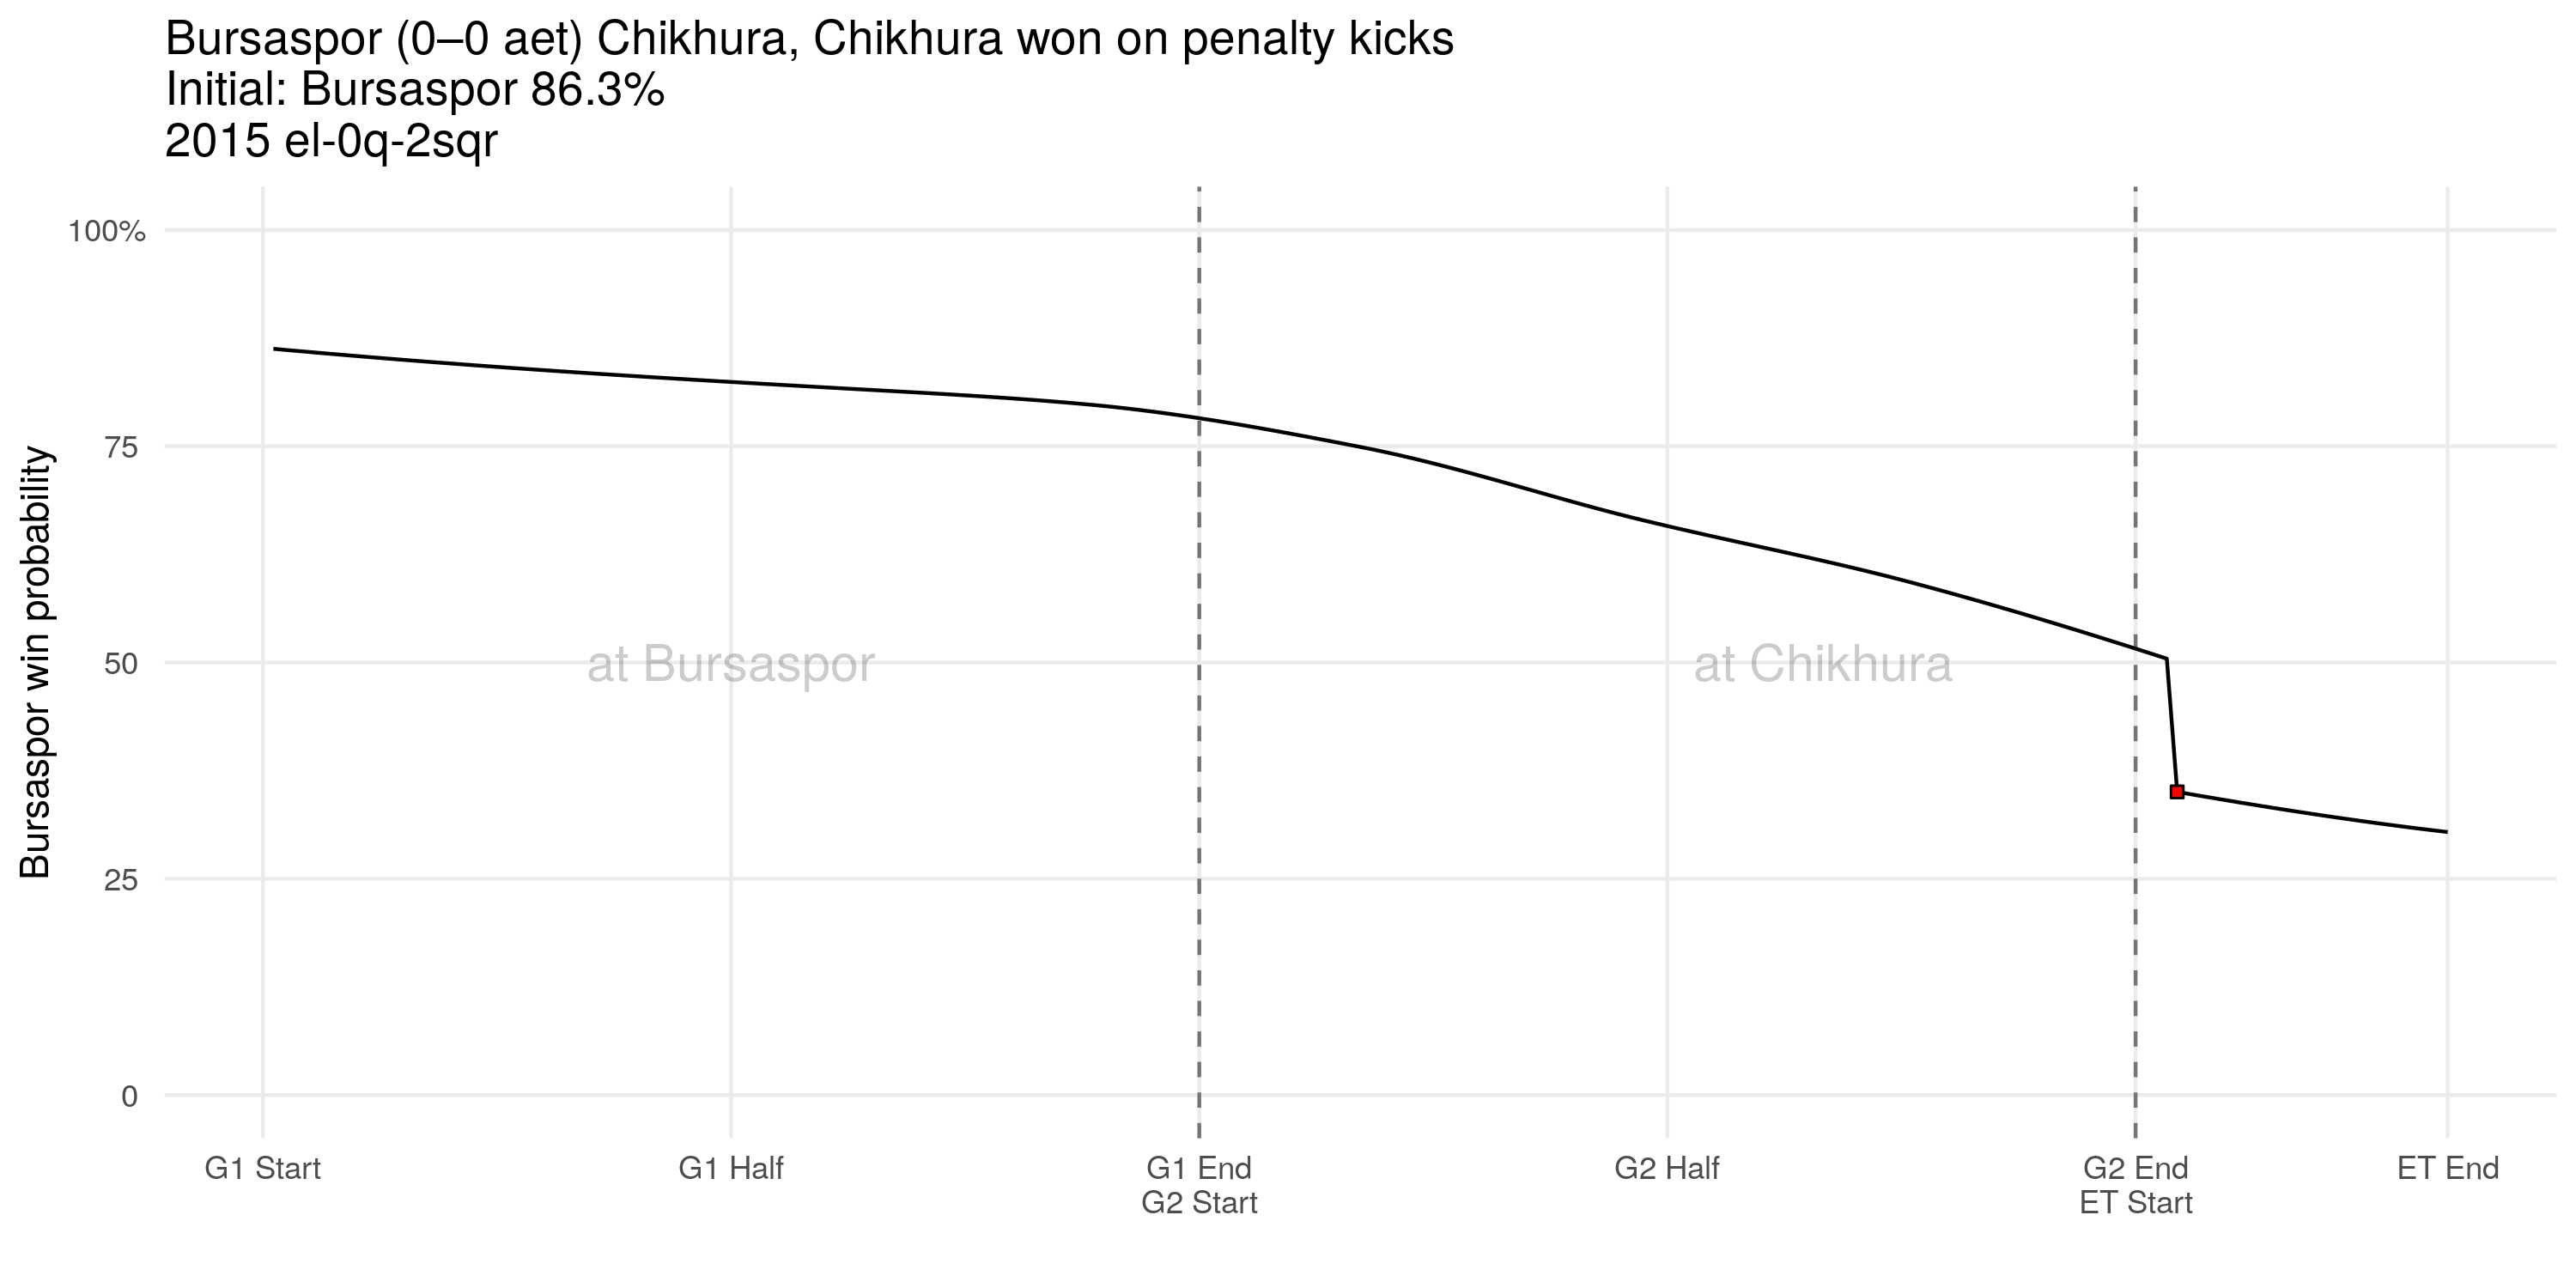 Bursaspor (0–0 aet) Chikhura, Chikhura won on penalty kicks
Initial: Bursaspor 86.3%
2015 el-0q-2sqr
Bursaspor win probability
100%
75
50
25
0
at Bursaspor
at Chikhura
G1 Start
G1 Half
G1 End
G2 Start
G2 Half
G2 End
ET Start
ET End